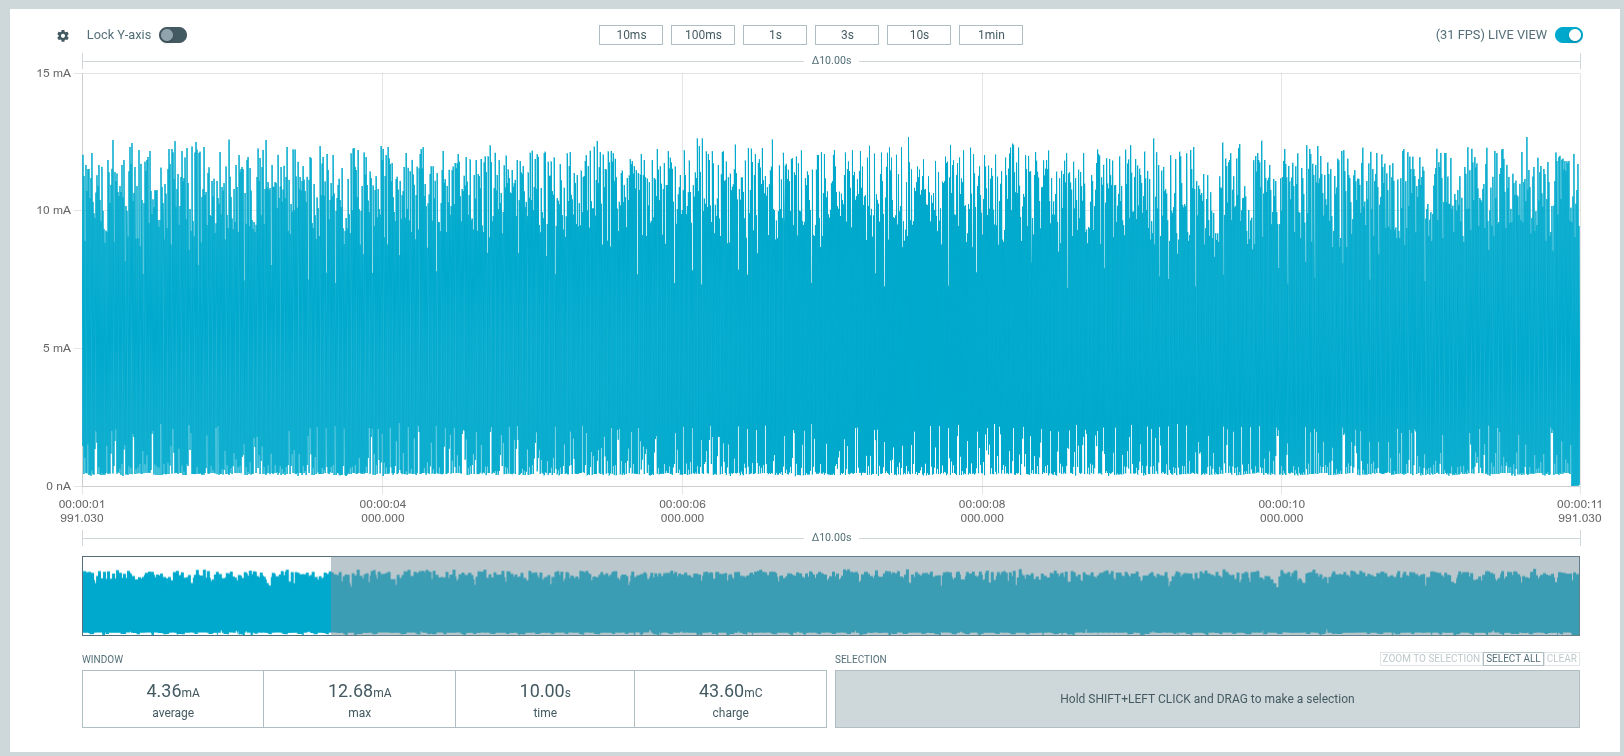 Lock Y-axis 10ms 100ms 1s 3s 10s 1min (31 FPS) LIVE VIEW
Δ10.00s
15 mA
10 mA
5 mA
0 nA
00:00:01 00:00:04 00:00:06 00:00:08 00:00:10 00:00:11
991.030 000.000 000.000 000.000 000.000 991.030
Δ10.00s
WINDOW SELECTION ZOOM TO SELECTION SELECT ALL CLEAR
4.36mA 12.68mA 10.00s 43.60mC
average max time charge
Hold SHIFT+LEFT CLICK and DRAG to make a selection